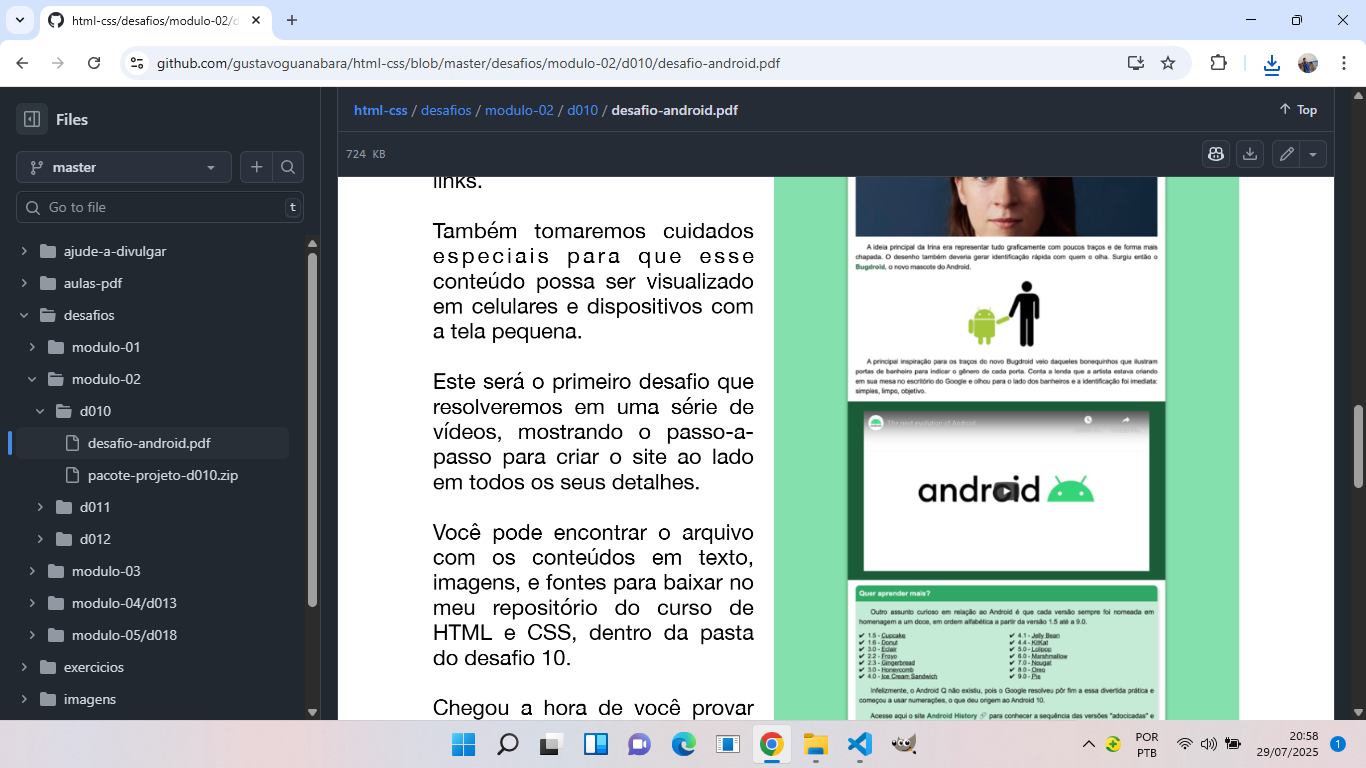 html-css/desafios/modulo-02/d
github.com/gustavoguanabara/html-css/blob/master/desafios/modulo-02/d010/desafio-android.pdf
Files
master
Go to file
t
ajude-a-divulgar
aulas-pdf
desafios
modulo-01
modulo-02
d010
desafio-android.pdf
pacote-projeto-d010.zip
d011
d012
modulo-03
modulo-04/d013
modulo-05/d018
exercicios
imagens
html-css / desafios / modulo-02 / d010 / desafio-android.pdf
Top
724 KB
links.
Também tomaremos cuidados
especiais para que esse
conteúdo possa ser visualizado
em celulares e dispositivos com
a tela pequena.
Este será o primeiro desafio que
resolveremos em uma série de
vídeos, mostrando o passo-a-
passo para criar o site ao lado
em todos os seus detalhes.
Você pode encontrar o arquivo
com os conteúdos em texto,
imagens, e fontes para baixar no
meu repositório do curso de
HTML e CSS, dentro da pasta
do desafio 10.
Chegou a hora de você provar
A ideia principal da Irina era representar tudo graficamente com poucos traços e de forma mais
chapada. O desenho também deveria gerar identificação rápida com quem o olha. Surgiu então o
Bugdroid, o novo mascote do Android.
A principal inspiração para os traços do novo Bugdroid veio daqueles bonequinhos que ilustram
portas de banheiro para indicar o gênero de cada porta. Conta a lenda que a artista estava criando
em sua mesa no escritório do Google e olhou para o lado dos banheiros e a identificação foi imediata:
simples, limpo, objetivo.
The next evolution of Android
android
Quer aprender mais?
Outro assunto curioso em relação ao Android é que cada versão sempre foi nomeada em
homenagem a um doce, em ordem alfabética a partir da versão 1.5 até a 9.0.
✔ 1.5 - Cupcake
✔ 1.6 - Donut
✔ 3.0 - Eclair
✔ 2.2 - Froyo
✔ 2.3 - Gingerbread
✔ 3.0 - Honeycomb
✔ 4.0 - Ice Cream Sandwich
✔ 4.1 - Jelly Bean
✔ 4.4 - KitKat
✔ 5.0 - Lolipop
✔ 6.0 - Marshmallow
✔ 7.0 - Nougat
✔ 8.0 - Oreo
✔ 9.0 - Pie
Infelizmente, o Android Q não existiu, pois o Google resolveu pôr fim a essa divertida prática e
começou a usar numerações, o que deu origem ao Android 10.
Acesse aqui o site Android History para conhecer a sequência das versões "adocicadas" e
POR
PTB
20:58
29/07/2025
1